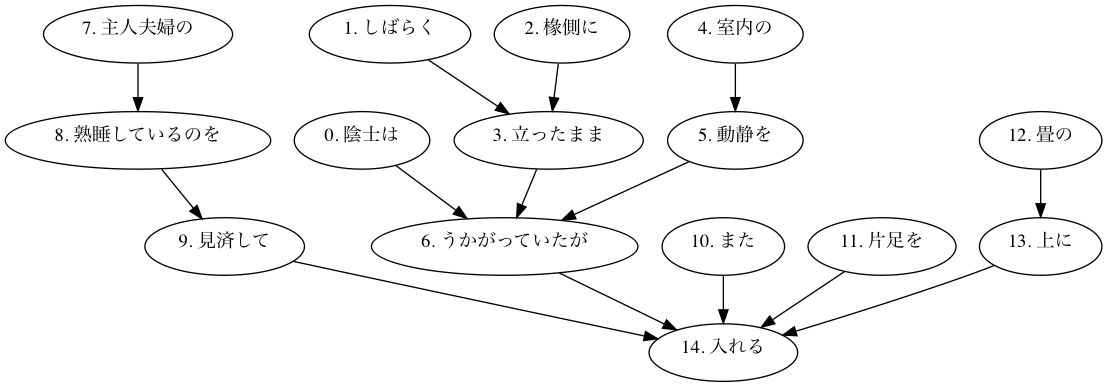 7. 主人夫婦の
1. しばらく
2. 椽側に
4. 室内の
8. 熟睡しているのを
0. 陰士は
3. 立ったまま
5. 動静を
12. 畳の
9. 見済して
6. うかがっていたが
10. また
11. 片足を
13. 上に
14. 入れる